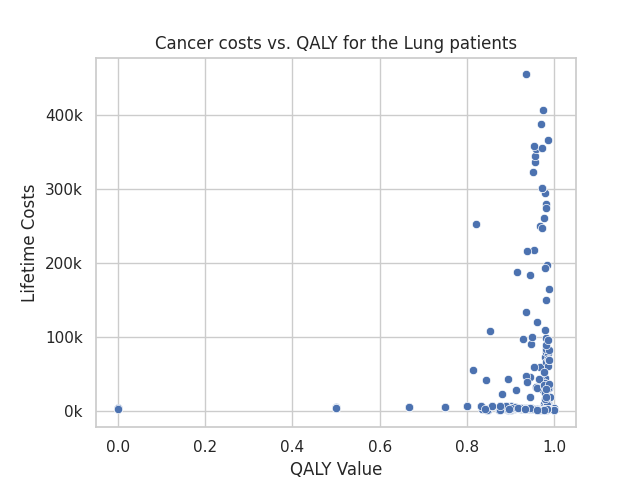 Cancer costs vs. QALY for the Lung patients
400k
300k
200k
100k
0k
Lifetime Costs
0.0 0.2 0.4 0.6 0.8 1.0
QALY Value